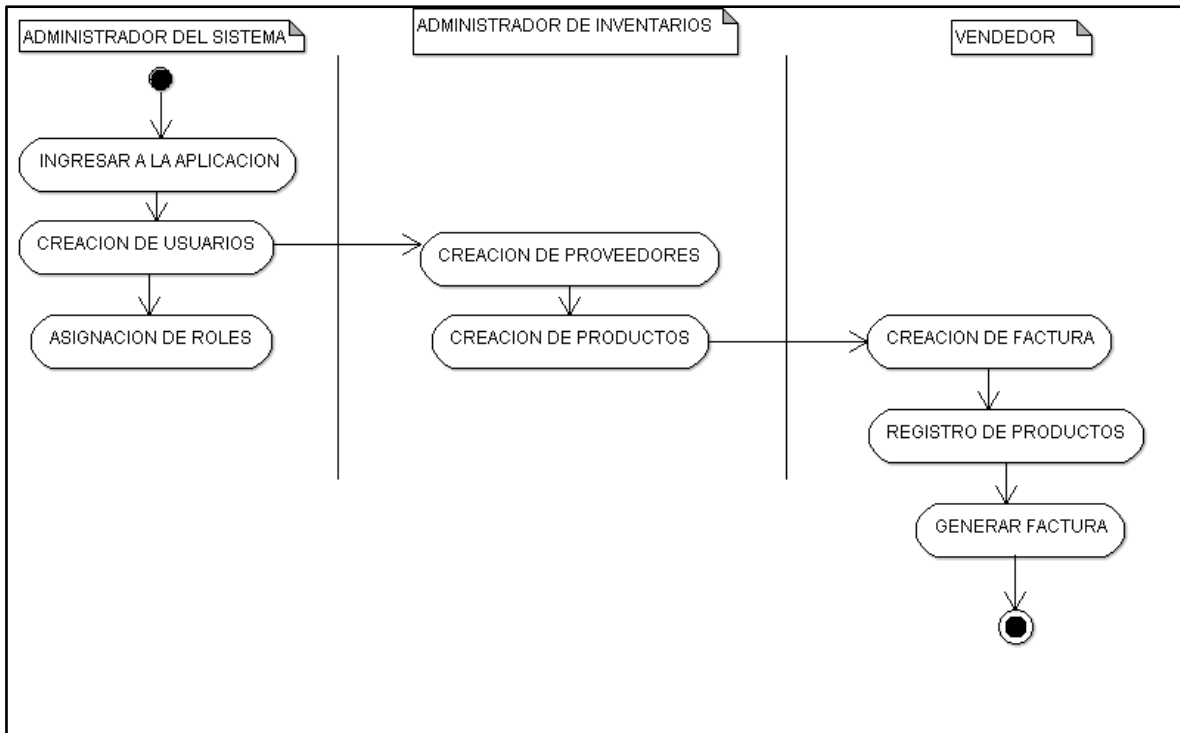 ADMINISTRADOR DEL SISTEMA
ADMINISTRADOR DE INVENTARIOS
VENDEDOR
INGRESAR A LA APLICACION
CREACION DE USUARIOS
ASIGNACION DE ROLES
CREACION DE PROVEEDORES
CREACION DE PRODUCTOS
CREACION DE FACTURA
REGISTRO DE PRODUCTOS
GENERAR FACTURA